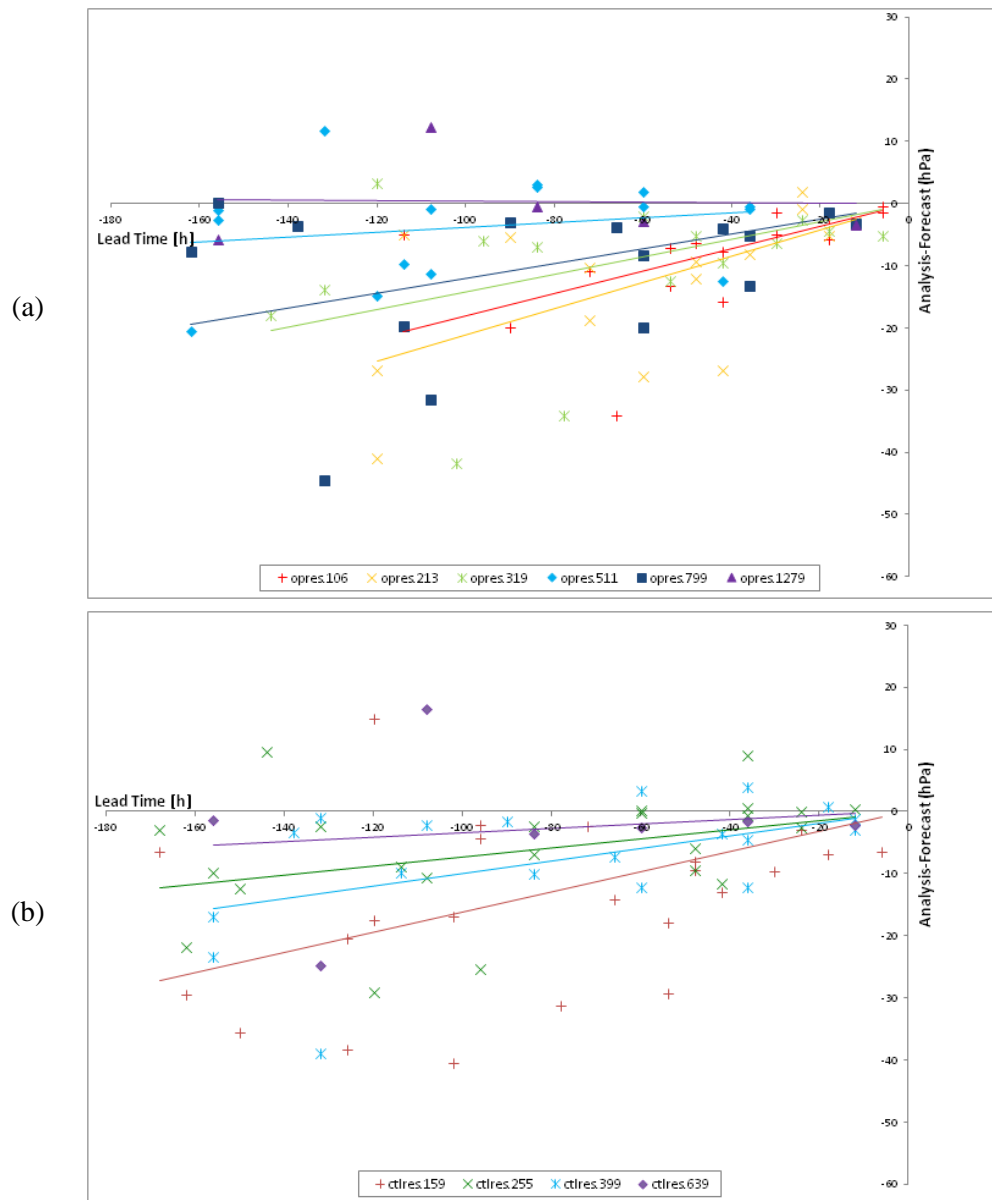 (a)
30
20
10
0
-180
-160
-140
-120
-100
-80
-60
-40
-20
0
Lead Time [h]
-10
-20
-30
-40
-50
-60
Analysis-Forecast (hPa)
opres.106
opres.213
opres.319
opres.511
opres.799
opres.1279
(b)
30
20
10
0
Lead Time [h]
-180
-160
-140
-120
-100
-80
-60
-40
-20
0
-10
-20
-30
-40
-50
-60
Analysis-Forecast (hPa)
ctlres.159
ctlres.255
ctlres.399
ctlres.639